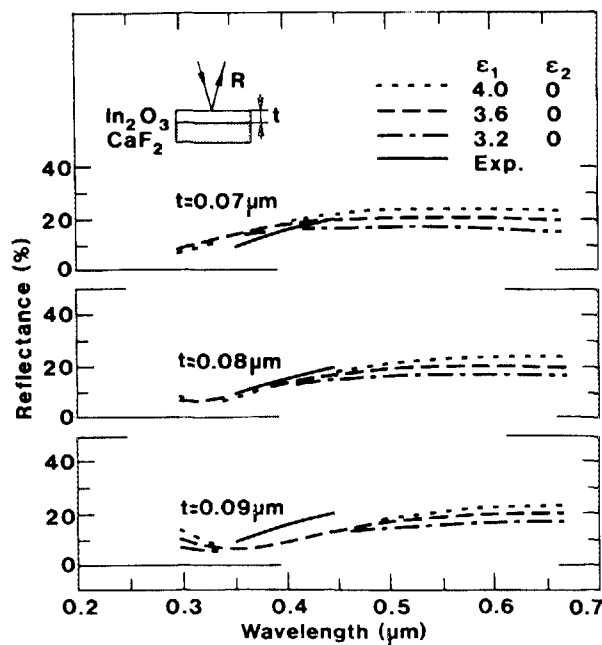 R
In₂O₃
t
CaF₂
ε₁ ε₂
4.0 0
3.6 0
3.2 0
Exp.
Reflectance (%)
40
t=0.07μm
20
0
40
t=0.08μm
20
0
40
t=0.09μm
20
0
0.2 0.3 0.4 0.5 0.6 0.7
Wavelength (μm)